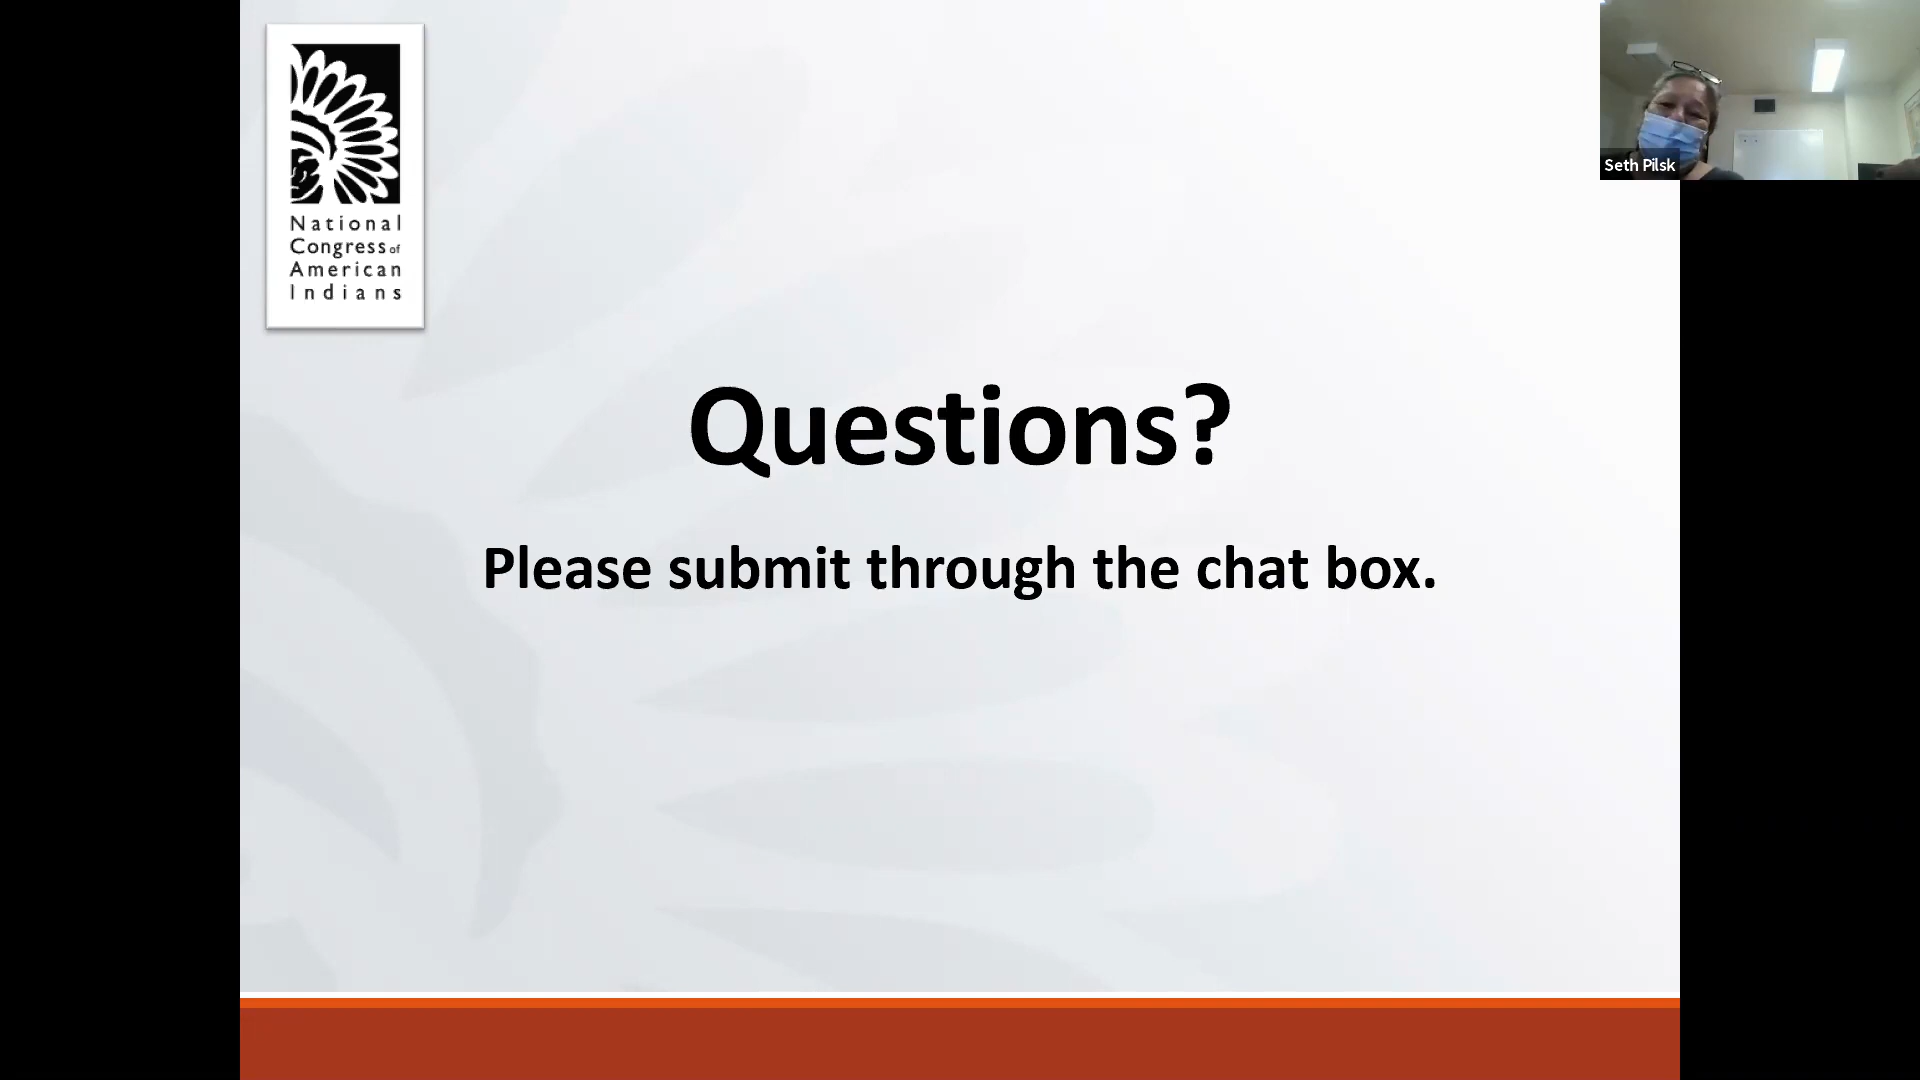 National
Congress of
American
Indians
Questions?
Please submit through the chat box.
Seth Pilsk